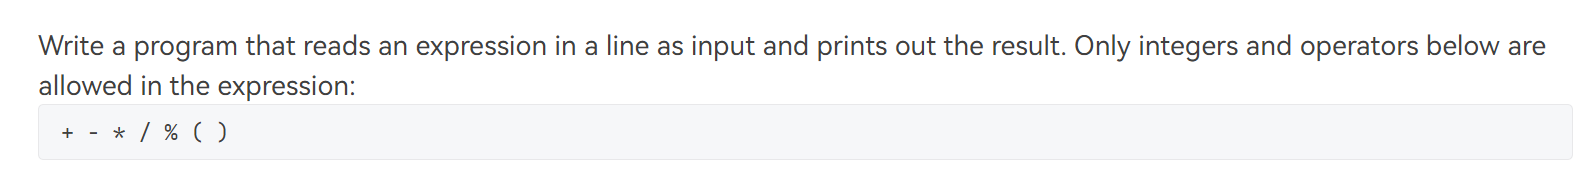 Write a program that reads an expression in a line as input and prints out the result. Only integers and operators below are
allowed in the expression:
+ - * / % ( )